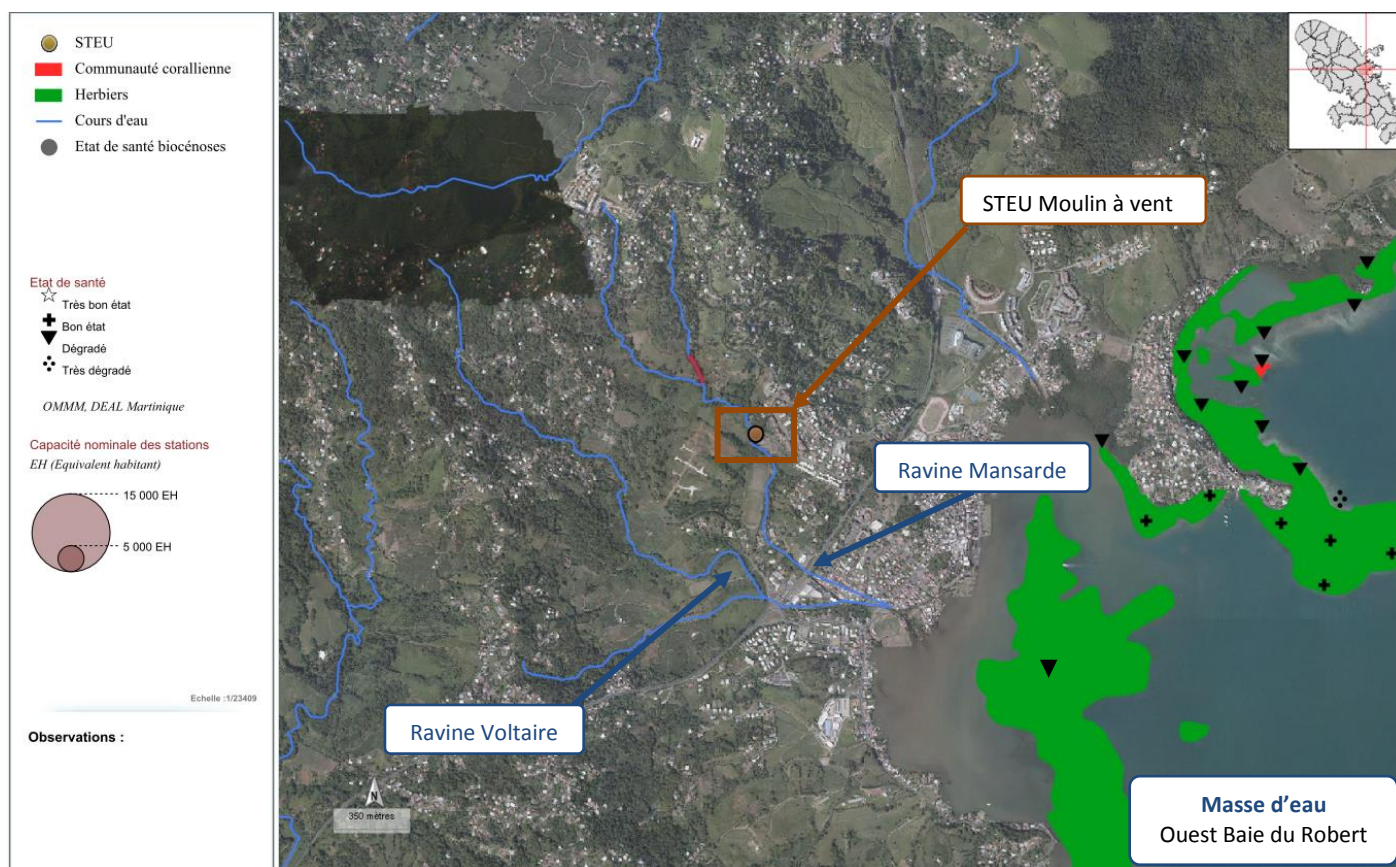 STEU
Communauté corallienne
Herbiers
Cours d'eau
Etat de santé biocénoses
Etat de santé
Très bon état
Bon état
Dégradé
Très dégradé
OMMM, DEAL Martinique
Capacité nominale des stations
EH (Equivalent habitant)
15 000 EH
5 000 EH
Echelle :1/23409
Observations :
STEU Moulin à vent
Ravine Mansarde
Ravine Voltaire
N
350 mètres
Masse d'eau
Ouest Baie du Robert